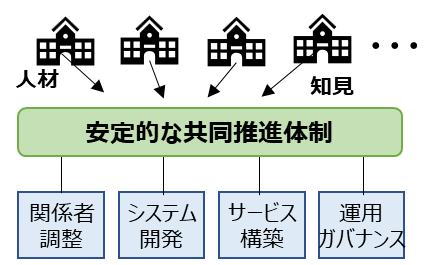 ・・・
人材
知見
安定的な共同推進体制
関係者
調整
システム
開発
サービス
構築
運用
ガバナンス